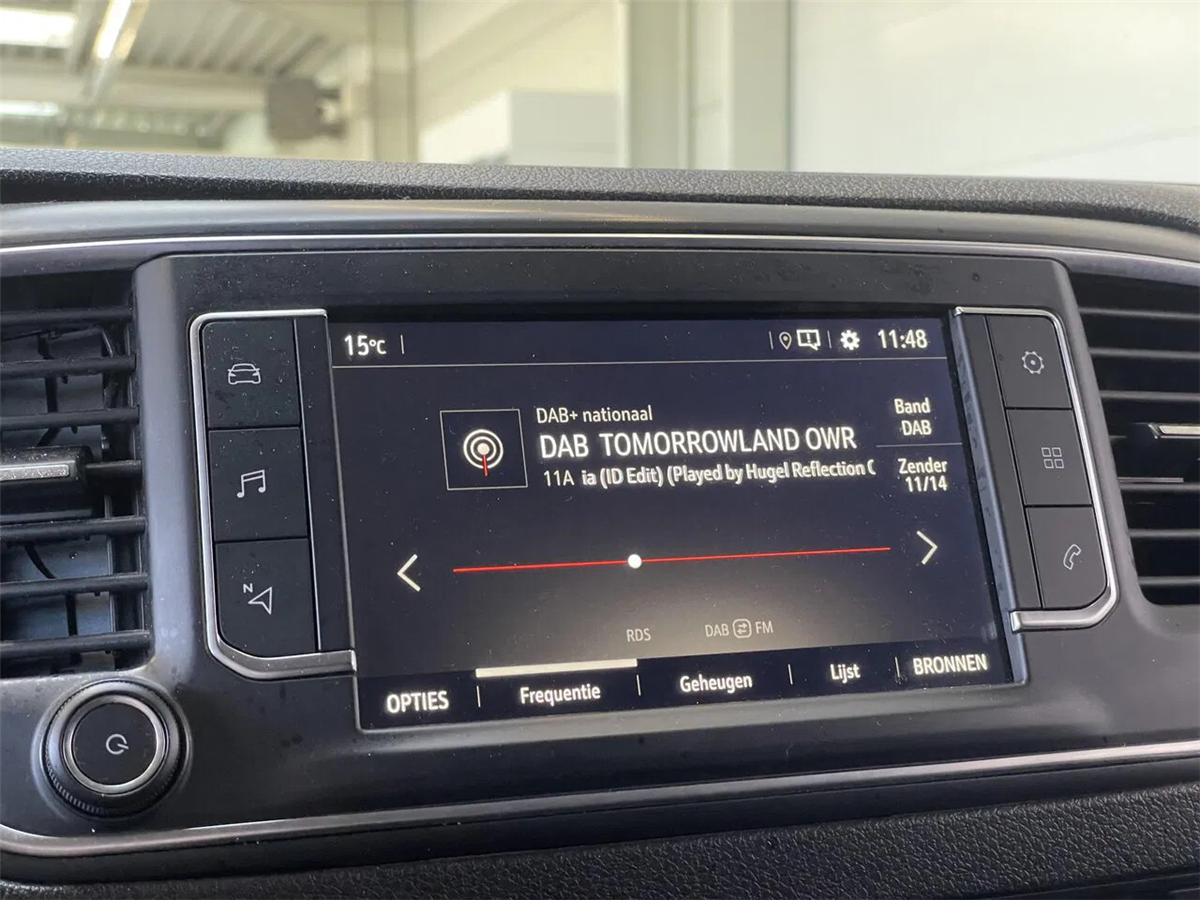 15°C
11:48
DAB+ nationaal
DAB TOMORROWLAND OWR
11A ia (ID Edit) (Played by Hugel Reflection C
Band
DAB
Zender
11/14
N
RDS
DAB FM
OPTIES
Frequentie
Geheugen
Lijst
BRONNEN